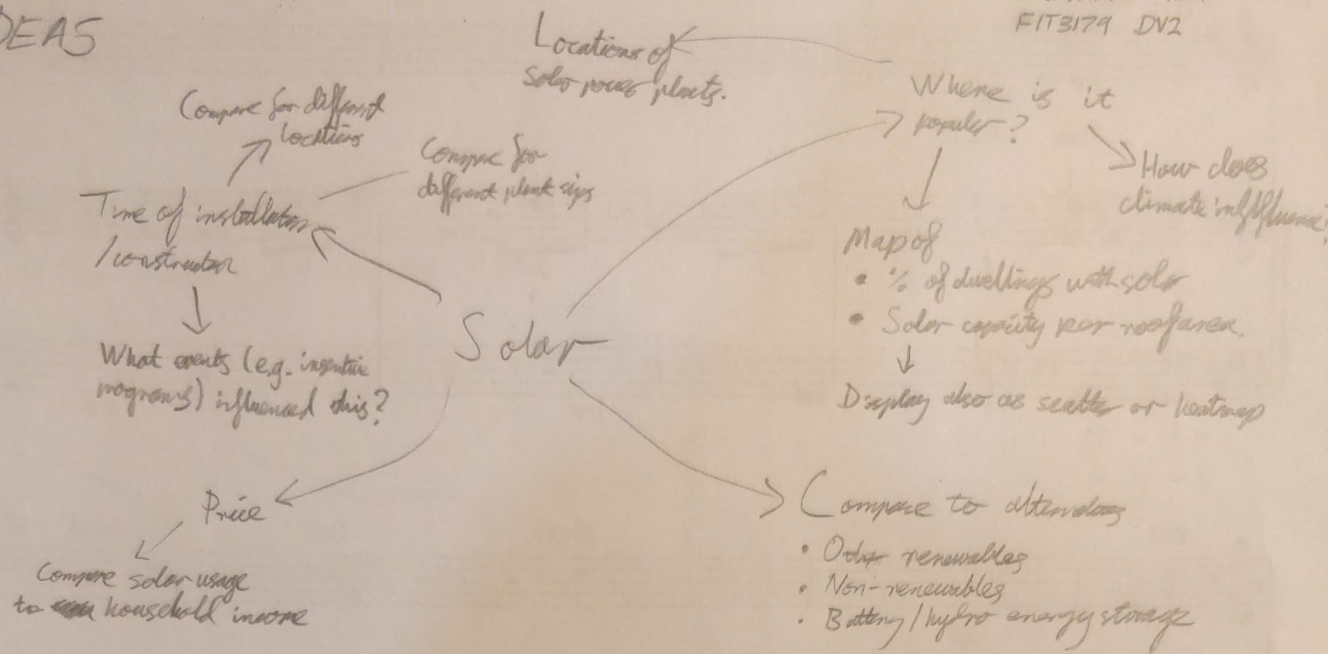 DEAS
FIT3179 DV2
Locations of
solar power plants.
Where is it
popular?
How does
climate influence?
Map of
• % of dwellings with solar
• Solar capacity per roof area.
Display also as scatter or heatmap
Compare for different
locations
Compare for
different plant sizes
Time of installation
/construction
What events (e.g. insentive
programs) influenced this?
Solar
Price
Compare solar usage
to household income
Compare to alternatives
• Other renewables
• Non-renewables
• Battery/hydro energy storage